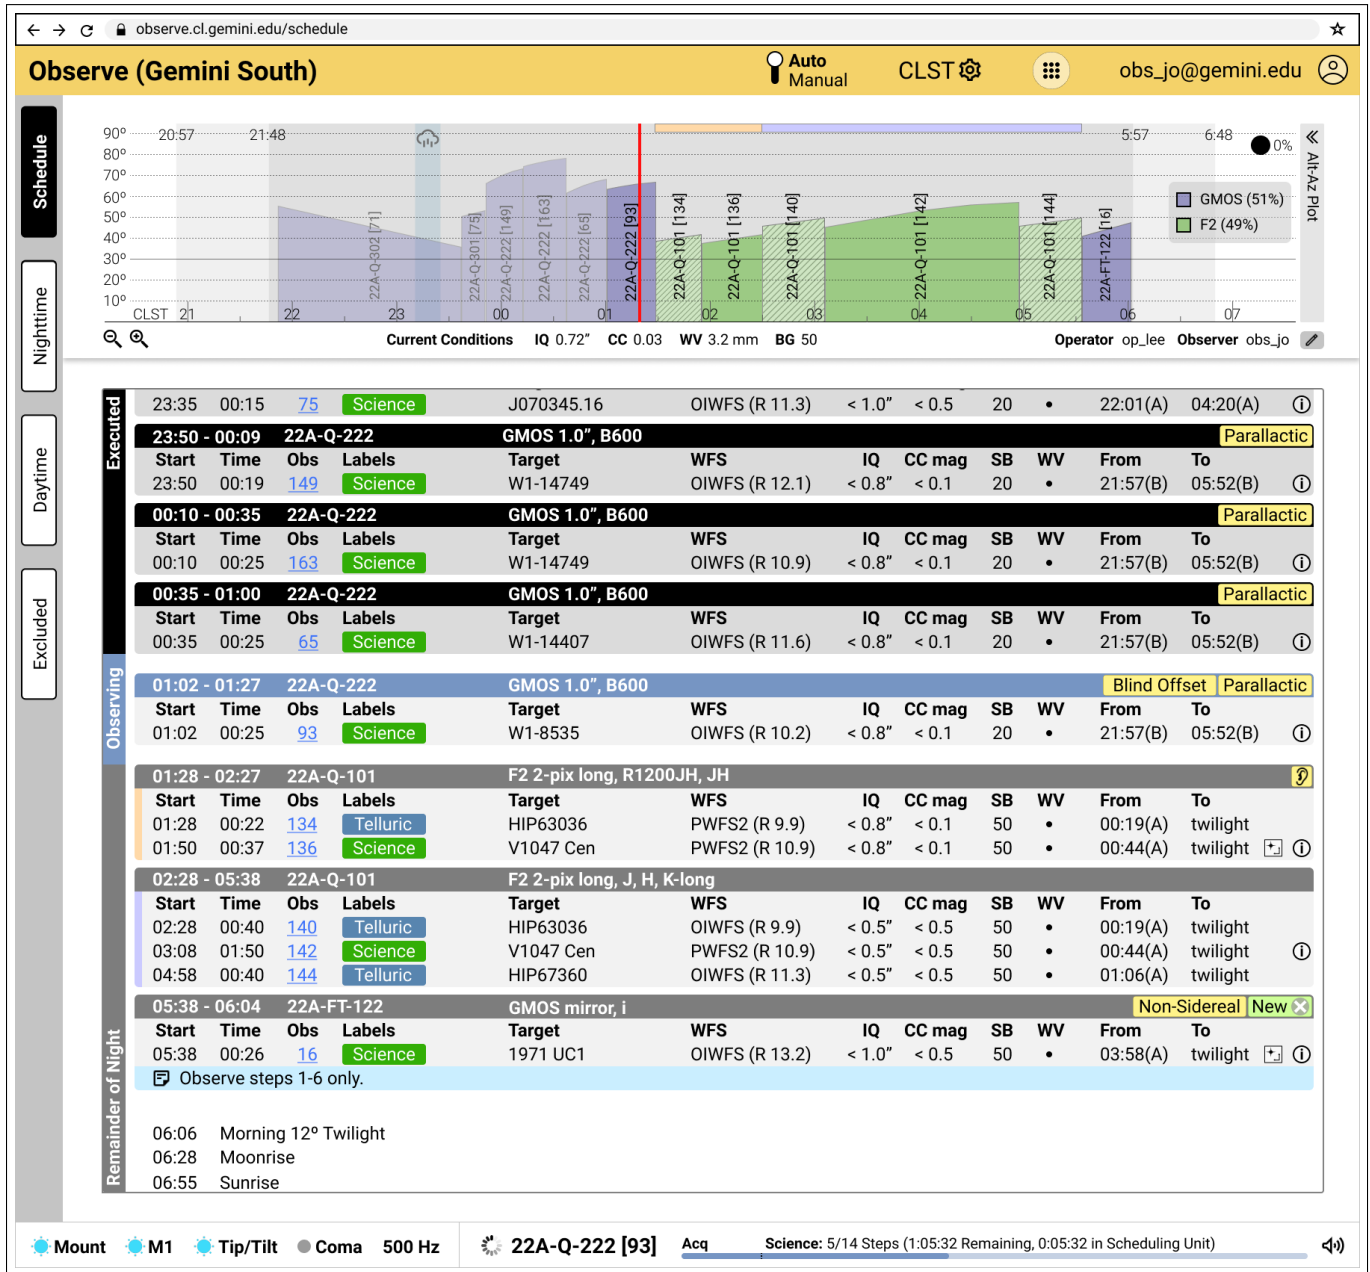 observe.cl.gemini.edu/schedule
Observe (Gemini South)
Auto
Manual
CLST
obs_jo@gemini.edu
Schedule
Nighttime
Daytime
Excluded
90º
80º
70º
60º
50º
40º
30º
20º
10º
20:57
21:48
5:57
6:48
0%
Alt-Az Plot
GMOS (51%)
F2 (49%)
22A-Q-302 [71]
22A-Q-301 [75]
22A-Q-222 [149]
22A-Q-222 [163]
22A-Q-222 [65]
22A-Q-222 [93]
22A-Q-101 [134]
22A-Q-101 [136]
22A-Q-101 [140]
22A-Q-101 [142]
22A-Q-101 [144]
22A-FT-122 [16]
CLST 21 22 23 00 01 02 03 04 05 06 07
Current Conditions IQ 0.72” CC 0.03 WV 3.2 mm BG 50
Operator op_lee Observer obs_jo
Executed
23:35 00:15 75 Science J070345.16 OIWFS (R 11.3) < 1.0” < 0.5 20 • 22:01(A) 04:20(A)
23:50 - 00:09 22A-Q-222 GMOS 1.0”, B600 Parallactic
Start Time Obs Labels Target WFS IQ CC mag SB WV From To
23:50 00:19 149 Science W1-14749 OIWFS (R 12.1) < 0.8” < 0.1 20 • 21:57(B) 05:52(B)
00:10 - 00:35 22A-Q-222 GMOS 1.0”, B600 Parallactic
Start Time Obs Labels Target WFS IQ CC mag SB WV From To
00:10 00:25 163 Science W1-14749 OIWFS (R 10.9) < 0.8” < 0.1 20 • 21:57(B) 05:52(B)
00:35 - 01:00 22A-Q-222 GMOS 1.0”, B600 Parallactic
Start Time Obs Labels Target WFS IQ CC mag SB WV From To
00:35 00:25 65 Science W1-14407 OIWFS (R 11.6) < 0.8” < 0.1 20 • 21:57(B) 05:52(B)
Observing
01:02 - 01:27 22A-Q-222 GMOS 1.0”, B600 Blind Offset Parallactic
Start Time Obs Labels Target WFS IQ CC mag SB WV From To
01:02 00:25 93 Science W1-8535 OIWFS (R 10.2) < 0.8” < 0.1 20 • 21:57(B) 05:52(B)
Remainder of Night
01:28 - 02:27 22A-Q-101 F2 2-pix long, R1200JH, JH
Start Time Obs Labels Target WFS IQ CC mag SB WV From To
01:28 00:22 134 Telluric HIP63036 PWFS2 (R 9.9) < 0.8” < 0.1 50 • 00:19(A) twilight
01:50 00:37 136 Science V1047 Cen PWFS2 (R 10.9) < 0.8” < 0.1 50 • 00:44(A) twilight
02:28 - 05:38 22A-Q-101 F2 2-pix long, J, H, K-long
Start Time Obs Labels Target WFS IQ CC mag SB WV From To
02:28 00:40 140 Telluric HIP63036 OIWFS (R 9.9) < 0.5” < 0.5 50 • 00:19(A) twilight
03:08 01:50 142 Science V1047 Cen PWFS2 (R 10.9) < 0.5” < 0.5 50 • 00:44(A) twilight
04:58 00:40 144 Telluric HIP67360 OIWFS (R 11.3) < 0.5” < 0.5 50 • 01:06(A) twilight
05:38 - 06:04 22A-FT-122 GMOS mirror, i Non-Sidereal New
Start Time Obs Labels Target WFS IQ CC mag SB WV From To
05:38 00:26 16 Science 1971 UC1 OIWFS (R 13.2) < 1.0” < 0.5 50 • 03:58(A) twilight
Observe steps 1-6 only.
06:06 Morning 12º Twilight
06:28 Moonrise
06:55 Sunrise
Mount M1 Tip/Tilt Coma 500 Hz
22A-Q-222 [93]
Acq Science: 5/14 Steps (1:05:32 Remaining, 0:05:32 in Scheduling Unit)